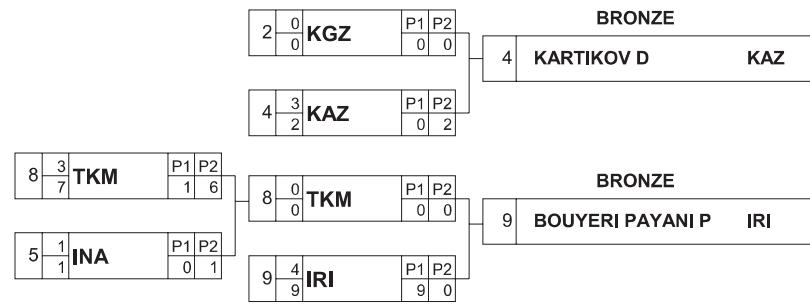 BRONZE
2 0 0 KGZ P1 P2 0 0
4 KARTIKOV D KAZ
4 3 2 KAZ P1 P2 0 2
8 3 7 TKM P1 P2 1 6
BRONZE
8 0 0 TKM P1 P2 0 0
9 BOUYERI PAYANI P IRI
5 1 1 INA P1 P2 0 1
9 4 9 IRI P1 P2 9 0